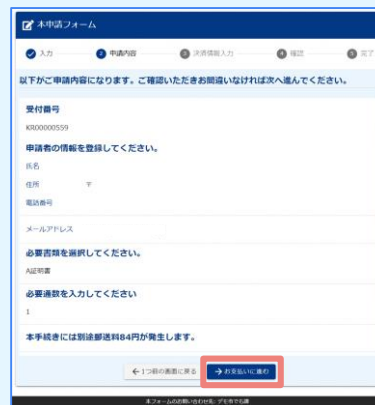 本申請フォーム
入力
2 申請内容
3 決済情報入力
4 確認
5 完了
以下がご申請内容になります。ご確認いただきお間違いなければ次へ進んでください。
受付番号
KR00000559
申請者の情報を登録してください。
氏名
住所 〒
電話番号
メールアドレス
必要書類を選択してください。
A証明書
必要通数を入力してください
1
本手続きには別途郵送料84円が発生します。
←1つ前の画面に戻る
→お支払いに進む
本フォームのお問い合わせ先: デモ市です課